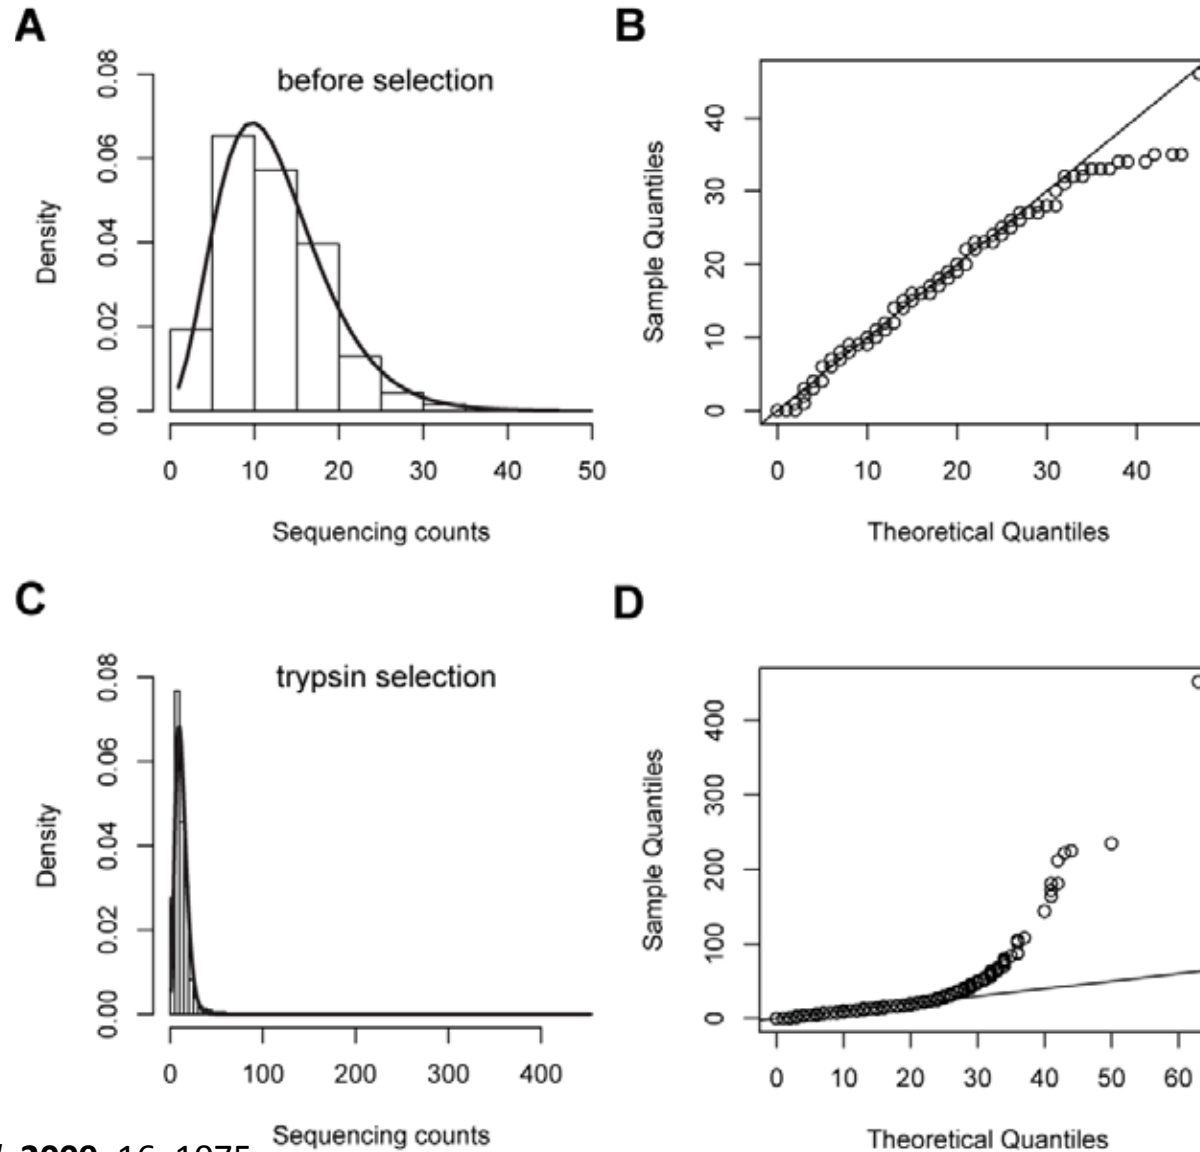 A
before selection
0.08
0.06
0.04
0.02
0.00
Density
0 10 20 30 40 50
Sequencing counts
B
40
30
20
10
0
Sample Quantiles
0 10 20 30 40
Theoretical Quantiles
C
trypsin selection
0.08
0.06
0.04
0.02
0.00
Density
0 100 200 300 400
Sequencing counts
D
400
300
200
100
0
Sample Quantiles
0 10 20 30 40 50 60
Theoretical Quantiles